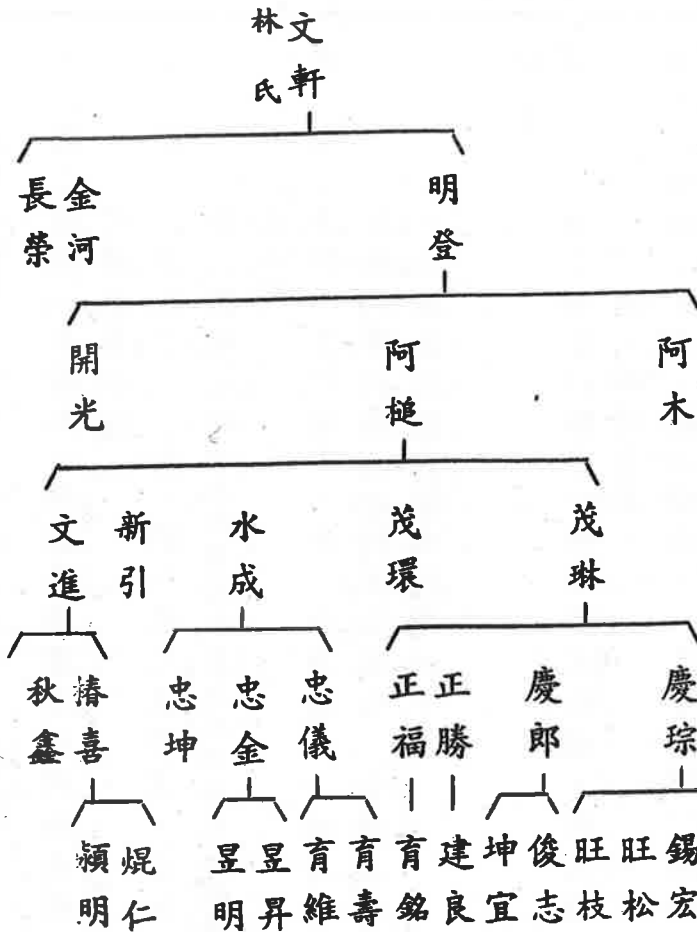 文軒
林氏
明登
金河
長榮
阿木
阿槌
開光
茂琳
茂環
水成
新引
文進
慶琮
慶郎
正勝
正福
忠儀
忠金
忠坤
椿喜
秋鑫
錫宏
旺松
旺枝
俊志
坤宜
建良
育銘
育壽
育維
昱昇
昱明
焜仁
潁明